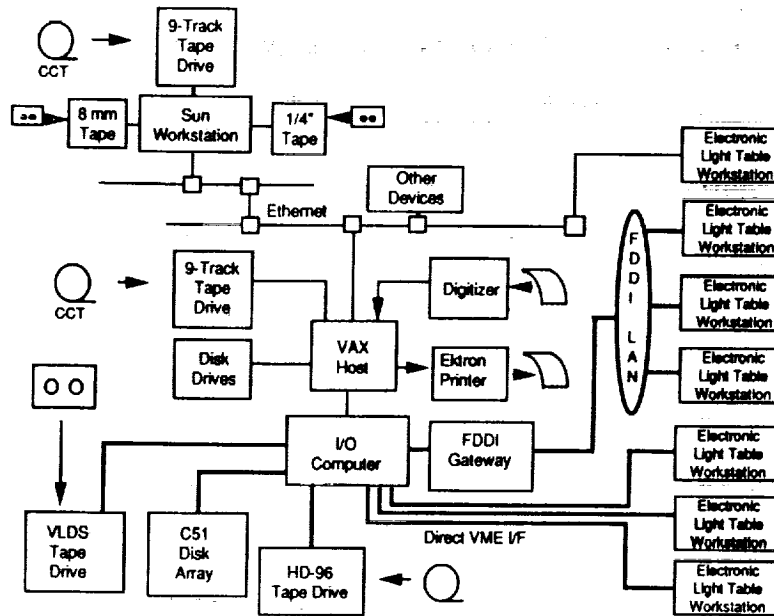 9-Track
Tape
Drive
CCT
8 mm
Tape
Sun
Workstation
1/4"
Tape
Electronic
Light Table
Workstation
Other
Devices
Ethernet
Electronic
Light Table
Workstation
FDDI LAN
9-Track
Tape
Drive
CCT
Digitizer
Electronic
Light Table
Workstation
Disk
Drives
VAX
Host
Ektron
Printer
Electronic
Light Table
Workstation
I/O
Computer
FDDI
Gateway
Electronic
Light Table
Workstation
VLDS
Tape
Drive
C51
Disk
Array
Direct VME I/F
Electronic
Light Table
Workstation
HD-96
Tape Drive
Electronic
Light Table
Workstation